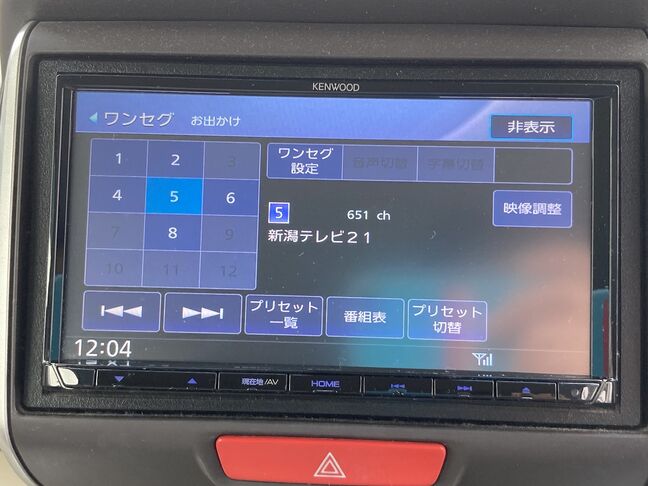 KENWOOD
ワンセグ お出かけ
非表示
1 2 3
4 5 6
7 8 9
10 11 12
ワンセグ
設定
音声切替
字幕切替
映像調整
5 651 ch
新潟テレビ21
プリセット
一覧
番組表
プリセット
切替
12:04
現在地/AV
HOME